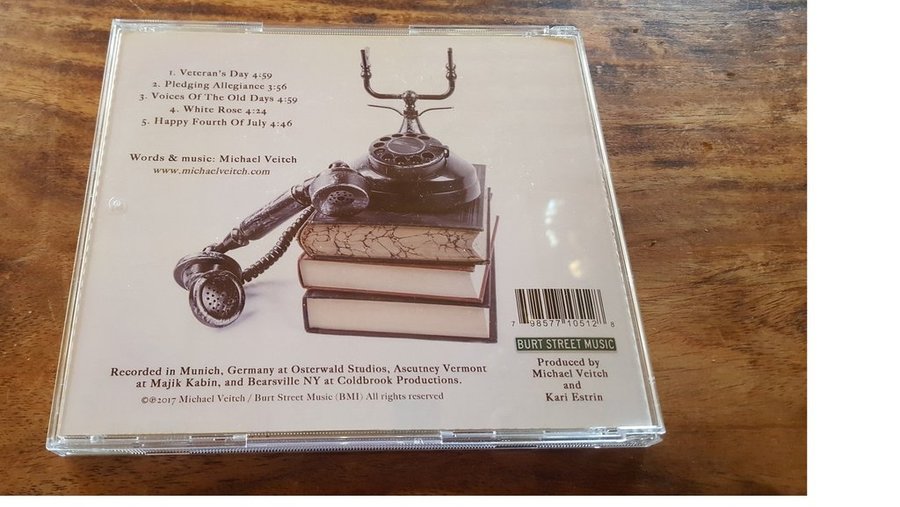 1. Veteran's Day 4:59
2. Pledging Allegiance 3:56
3. Voices Of The Old Days 4:59
4. White Rose 4:24
5. Happy Fourth Of July 4:46
Words & music: Michael Veitch
www.michaelveitch.com
7 98577 10512 8
BURT STREET MUSIC
Produced by
Michael Veitch
and
Kari Estrin
Recorded in Munich, Germany at Osterwald Studios, Ascutney Vermont
at Majik Kabin, and Bearsville NY at Coldbrook Productions.
©℗2017 Michael Veitch / Burt Street Music (BMI) All rights reserved